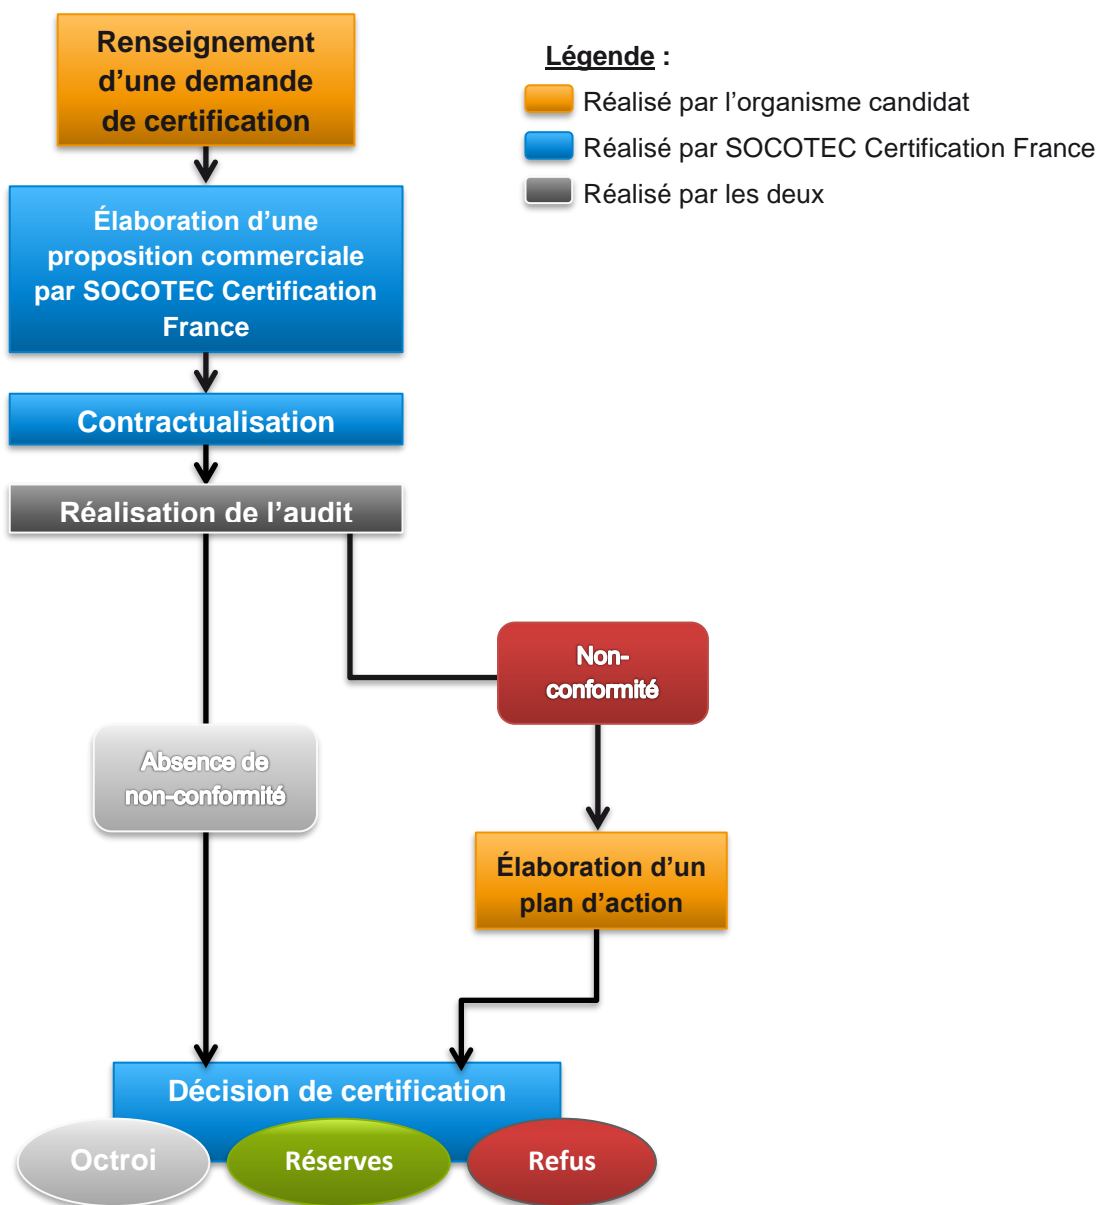 Renseignement
d’une demande
de certification
Légende :
Réalisé par l’organisme candidat
Réalisé par SOCOTEC Certification France
Réalisé par les deux
Élaboration d’une
proposition commerciale
par SOCOTEC Certification
France
Contractualisation
Réalisation de l’audit
Non-
conformité
Absence de
non-conformité
Élaboration d’un
plan d’action
Décision de certification
Octroi
Réserves
Refus